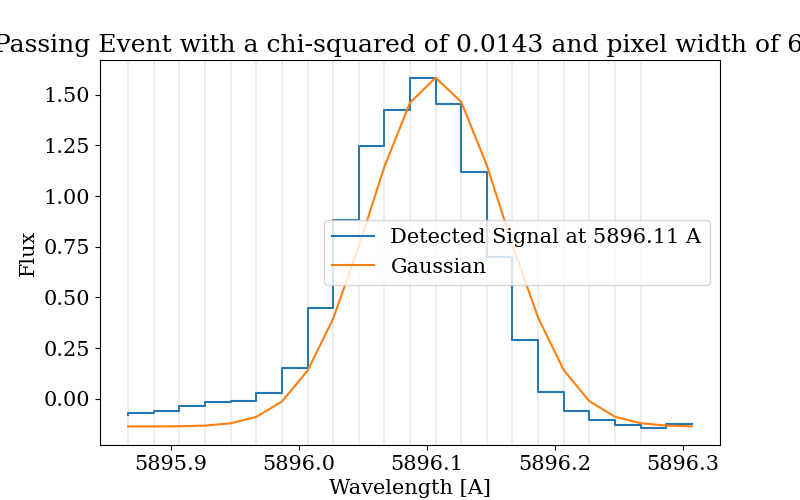 Passing Event with a chi-squared of 0.0143 and pixel width of 6
1.50
1.25
1.00
0.75
0.50
0.25
0.00
Flux
Detected Signal at 5896.11 A
Gaussian
5895.9 5896.0 5896.1 5896.2 5896.3
Wavelength [A]